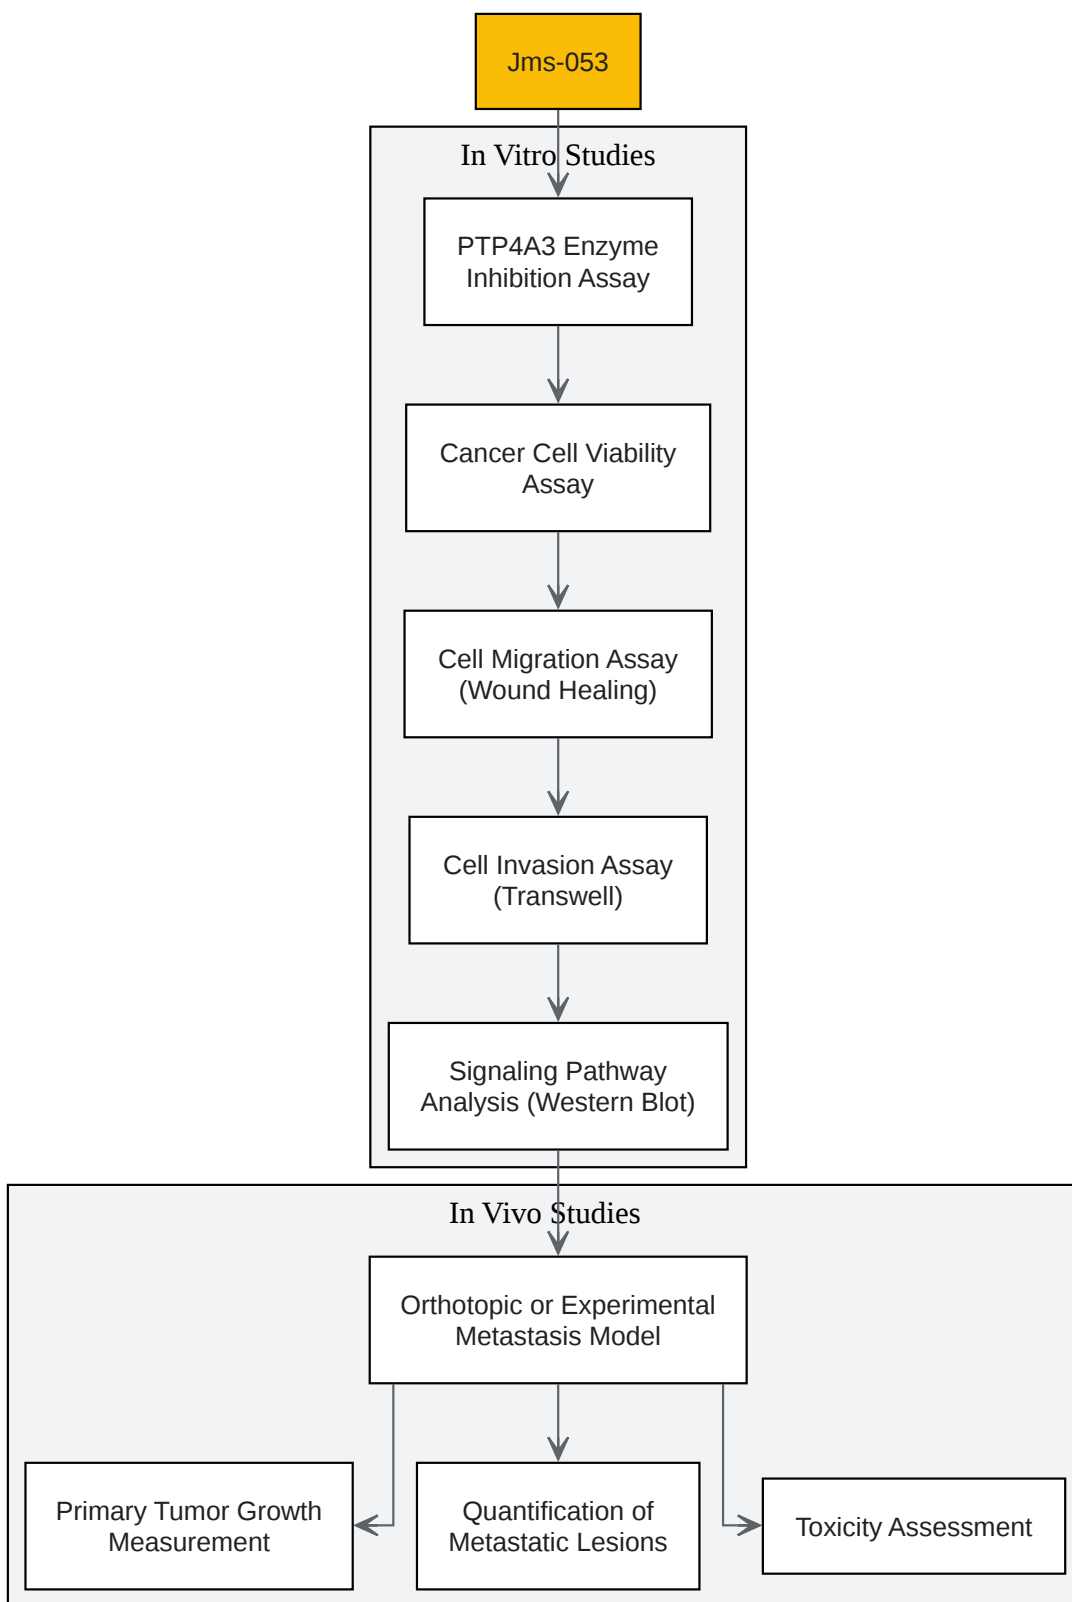 Jms-053
In Vitro Studies
PTP4A3 Enzyme
Inhibition Assay
Cancer Cell Viability
Assay
Cell Migration Assay
(Wound Healing)
Cell Invasion Assay
(Transwell)
Signaling Pathway
Analysis (Western Blot)
In Vivo Studies
Orthotopic or Experimental
Metastasis Model
Primary Tumor Growth
Measurement
Quantification of
Metastatic Lesions
Toxicity Assessment